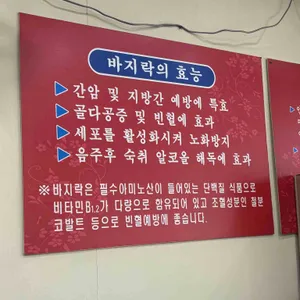 바지락의 효능
▶ 간암 및 지방간 예방에 특효
▶ 골다공증 및 빈혈에 효과
▶ 세포를 활성화시켜 노화방지
▶ 음주후 숙취 알코올 해독에 효과
※바지락은 필수아미노산이 들어있는 단백질 식품으로
비타민B₁,₂가 다량으로 함유되어 있고 조혈성분인 철분
코발트 등으로 빈혈예방에 좋습니다.